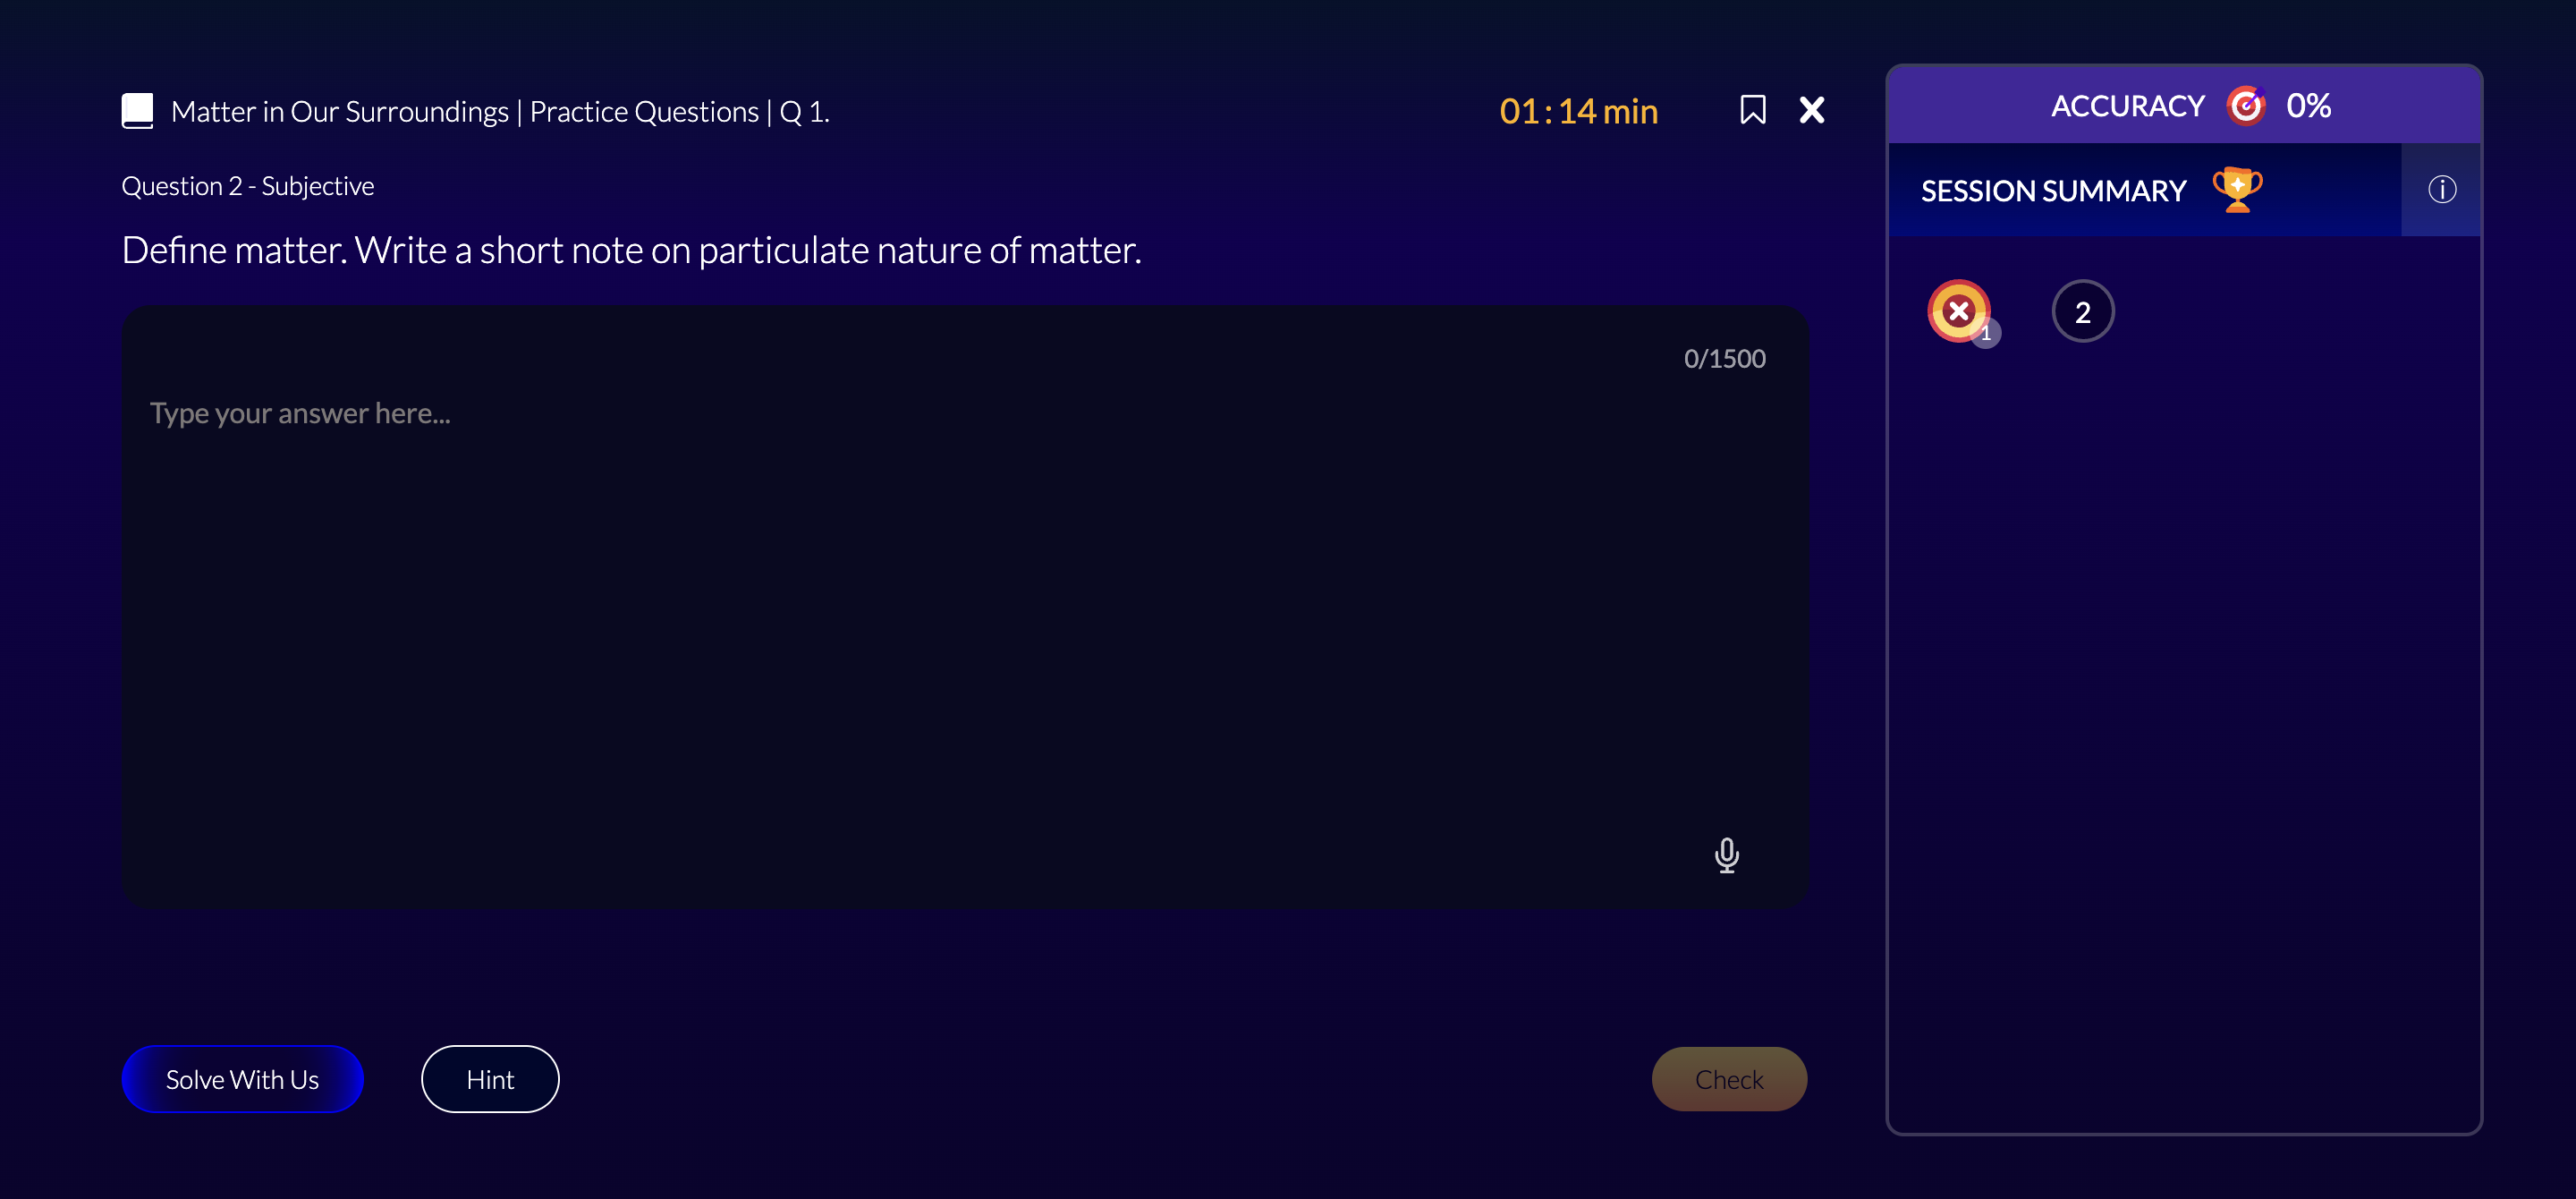 Matter in Our Surroundings | Practice Questions | Q 1.
01 : 14 min
Question 2 - Subjective
Define matter. Write a short note on particulate nature of matter.
0/1500
Type your answer here...
Solve With Us
Hint
Check
ACCURACY 0%
SESSION SUMMARY
1
2